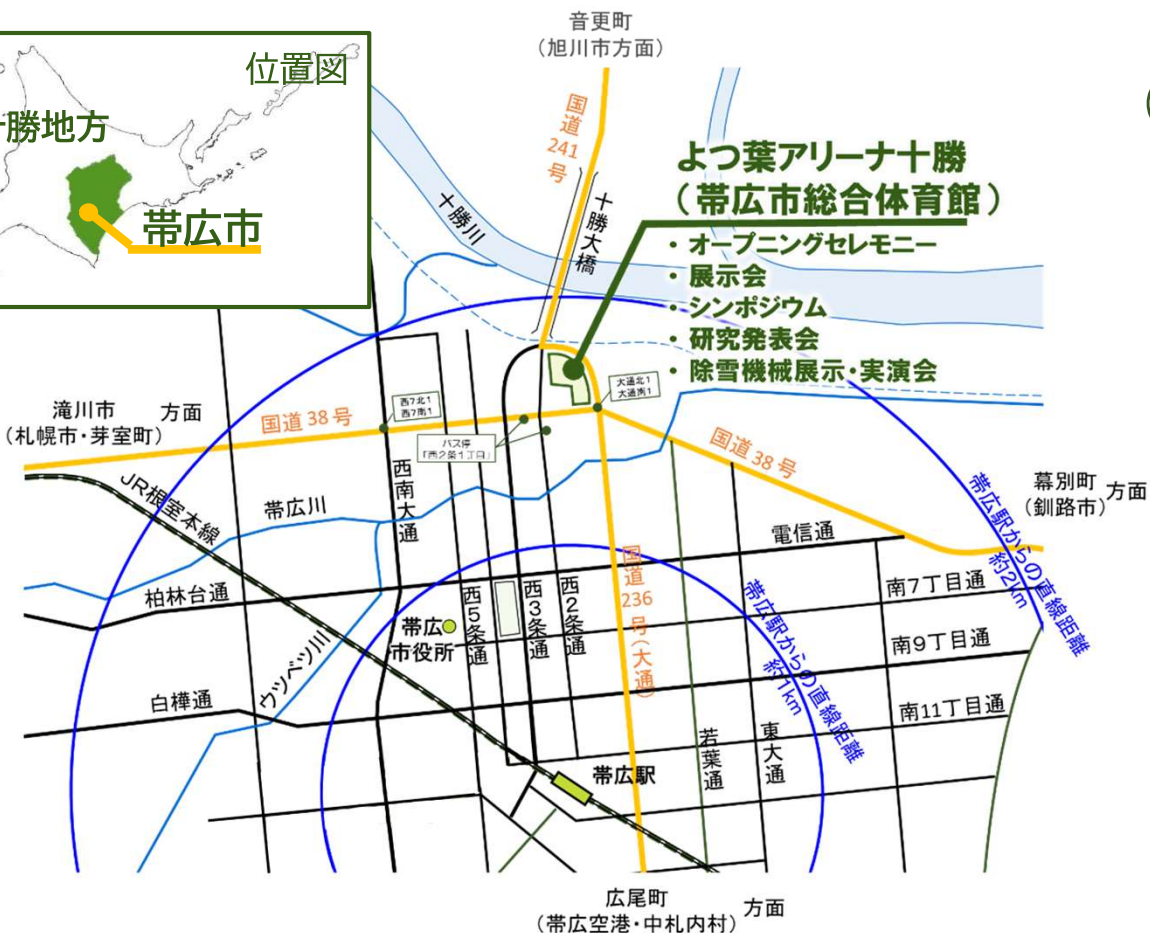 音更町
（旭川市方面）
位置図
勝地方
帯広市
国道241号
十勝川
十勝大橋
よつ葉アリーナ十勝
（帯広市総合体育館）
・オープニングセレモニー
・展示会
・シンポジウム
・研究発表会
・除雪機械展示・実演会
大通北1
大通南1
西7北1
西7南1
バス停
「西2条1丁目」
滝川市 方面
（札幌市・芽室町）
国道38号
国道38号
幕別町 方面
（釧路市）
JR根室本線
帯広川
西南大通
電信通
帯広駅からの直線距離
約2km
柏林台通
国道236号（大通）
南7丁目通
帯広駅からの直線距離
約1km
西5条通
西3条通
西2条通
帯広
市役所
南9丁目通
ウツベツ川
白樺通
南11丁目通
若葉通
東大通
帯広駅
広尾町 方面
（帯広空港・中札内村）